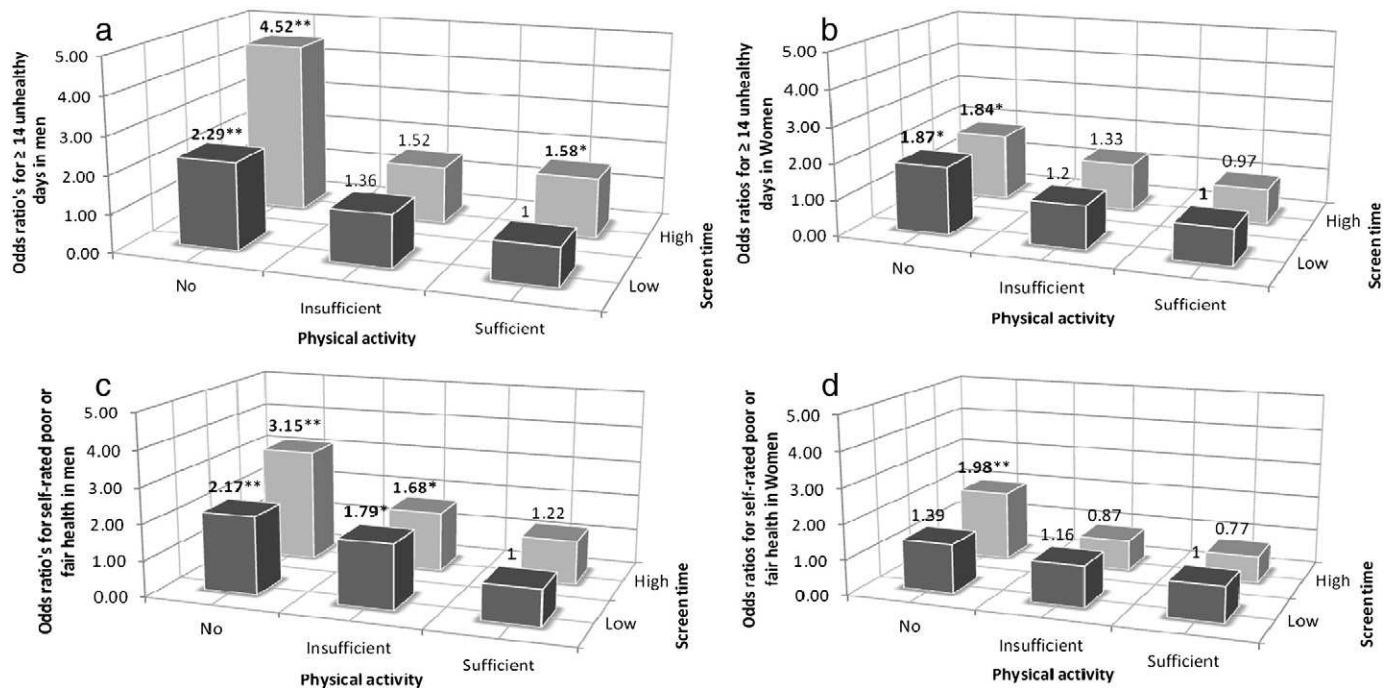 a
Odds ratio's for ≥ 14 unhealthy
days in men
5.00
4.00
3.00
2.00
1.00
0.00
4.52**
2.29**
1.52
1.58*
1.36
1
No
Insufficient
Sufficient
Physical activity
High
Low
Screen time
b
Odds ratios for ≥ 14 unhealthy
days in Women
5.00
4.00
3.00
2.00
1.00
0.00
1.84*
1.87*
1.33
0.97
1.2
1
No
Insufficient
Sufficient
Physical activity
High
Low
Screen time
c
Odds ratio's for self-rated poor or
fair health in men
5.00
4.00
3.00
2.00
1.00
0.00
3.15**
2.17**
1.68*
1.79*
1.22
1
No
Insufficient
Sufficient
Physical activity
High
Low
Screen time
d
Odds ratios for self-rated poor or
fair health in Women
5.00
4.00
3.00
2.00
1.00
0.00
1.98**
1.39
0.87
1.16
0.77
1
No
Insufficient
Sufficient
Physical activity
High
Low
Screen time